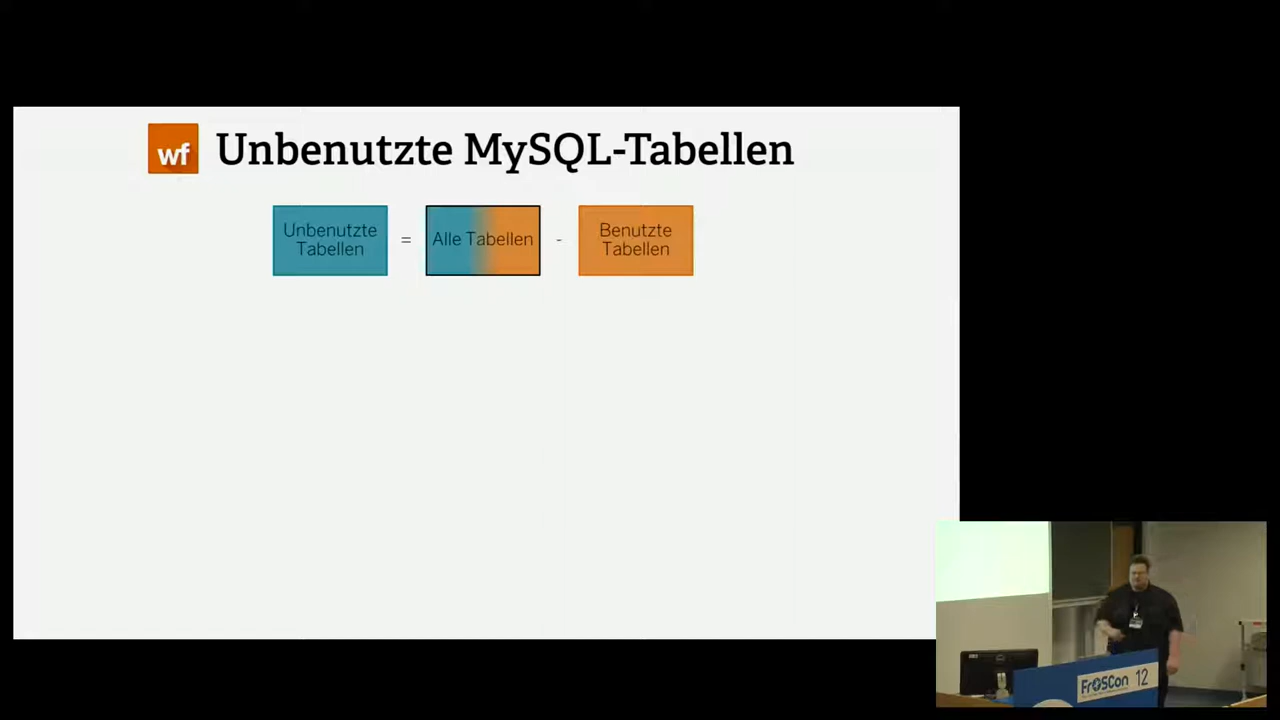 wf
Unbenutzte MySQL-Tabellen
Unbenutzte
Tabellen
=
Alle Tabellen
-
Benutzte
Tabellen
FrOSCon 12